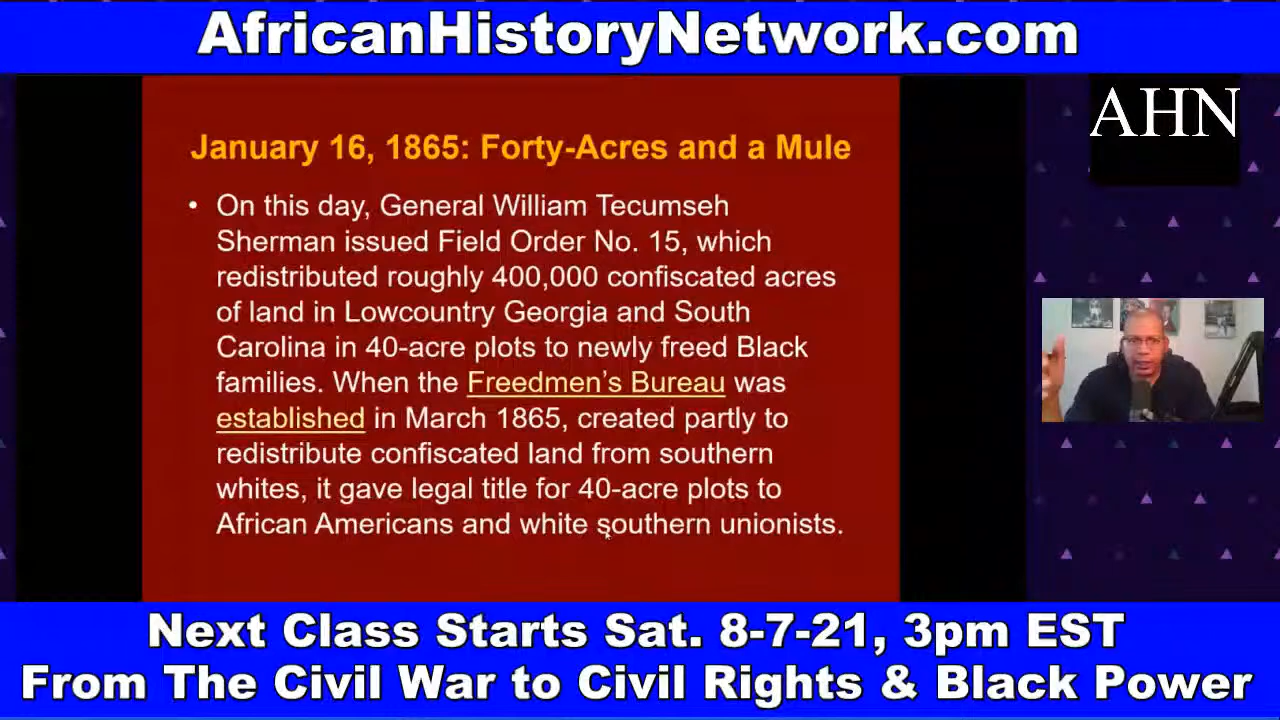 AfricanHistoryNetwork.com
AHN
January 16, 1865: Forty-Acres and a Mule
• On this day, General William Tecumseh
Sherman issued Field Order No. 15, which
redistributed roughly 400,000 confiscated acres
of land in Lowcountry Georgia and South
Carolina in 40-acre plots to newly freed Black
families. When the Freedmen’s Bureau was
established in March 1865, created partly to
redistribute confiscated land from southern
whites, it gave legal title for 40-acre plots to
African Americans and white southern unionists.
Next Class Starts Sat. 8-7-21, 3pm EST
From The Civil War to Civil Rights & Black Power